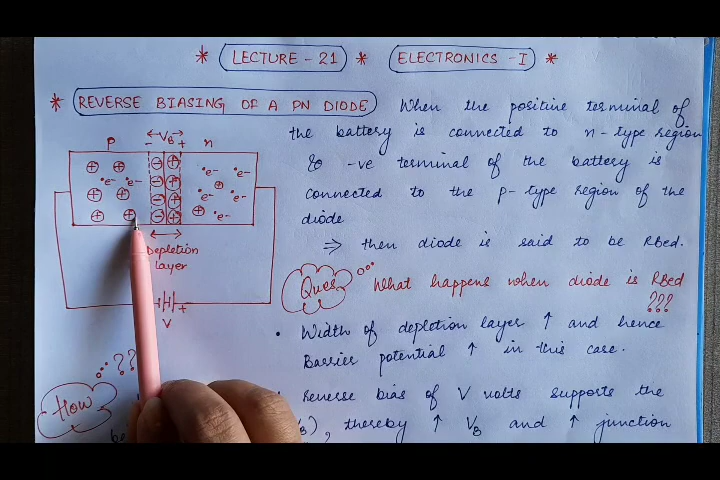 * LECTURE - 21 * ELECTRONICS - I *
* REVERSE BIASING OF A PN DIODE When the positive terminal of
the battery is connected to n-type region
& -ve terminal of the battery is
connected to the p-type region of the
diode
⇒ then diode is said to be RBed.
P - VB + n
e- e- e- e- e- e- e-
Depletion
layer
- +
V
Ques What happens when diode is RBed
???
• Width of depletion layer ↑ and hence
Barrier potential ↑ in this case.
??
How
• Reverse bias of V volts supports the
), thereby ↑ VB and ↑ junction